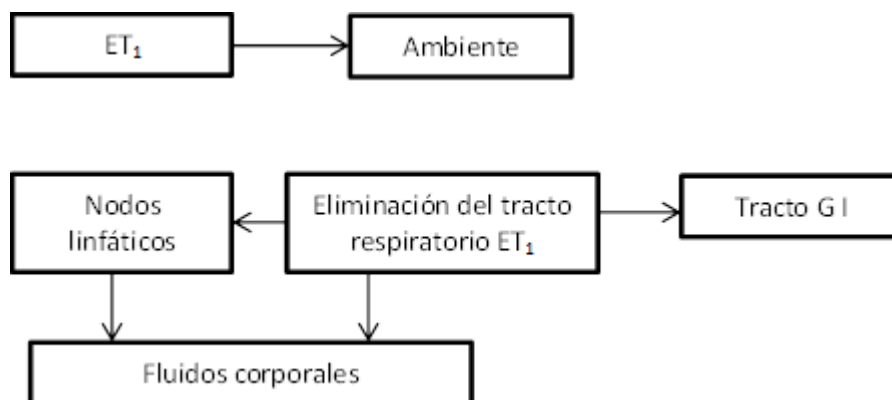 ET₁
Ambiente
Nodos
linfáticos
Eliminación del tracto
respiratorio ET₁
Tracto G I
Fluidos corporales